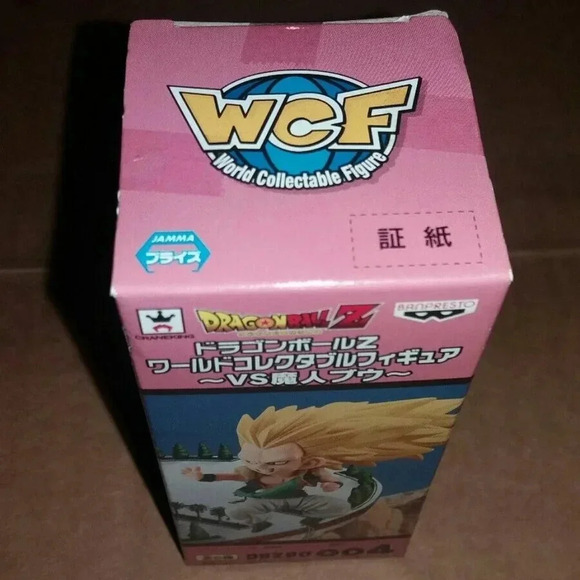 WCF
World Collectable Figure
JAMMA
プライズ
証紙
CRANEKING
DRAGONBALL Z
BANPRESTO
ドラゴンボールZ
ワールドコレクタブルフィギュア
～VS魔人ブウ～
004